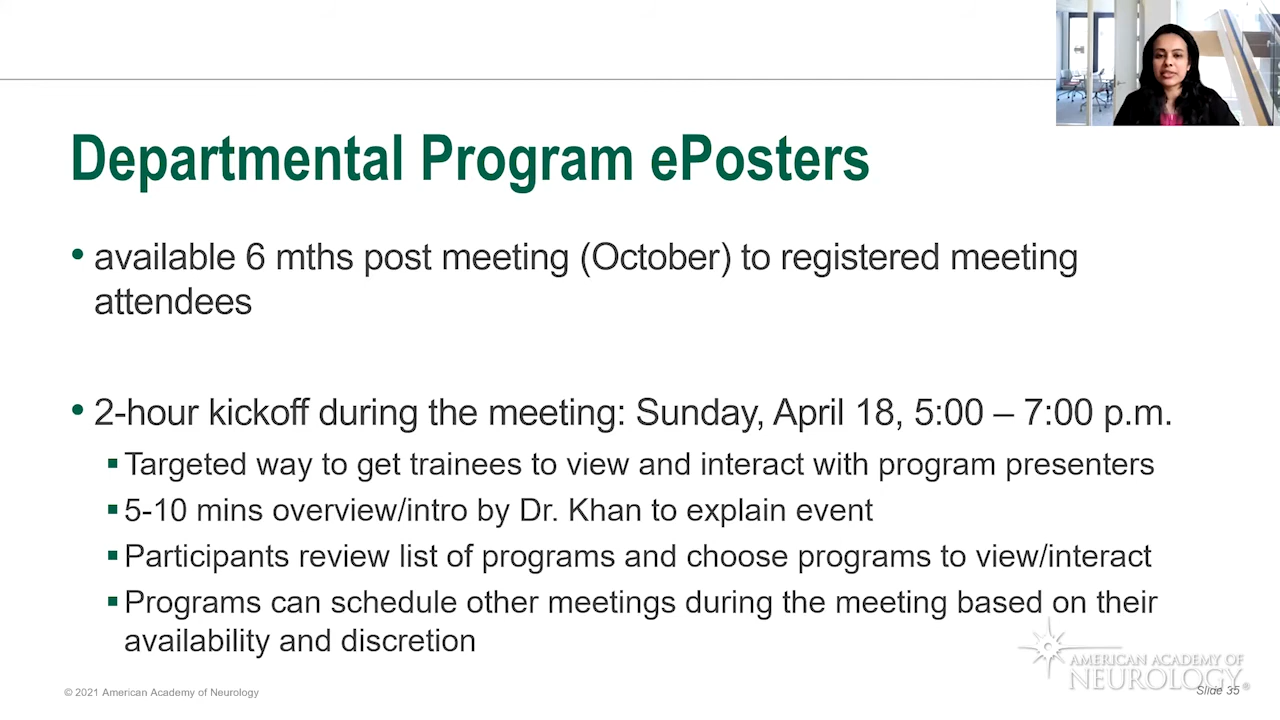 Departmental Program ePosters
• available 6 mths post meeting (October) to registered meeting
attendees
• 2-hour kickoff during the meeting: Sunday, April 18, 5:00 – 7:00 p.m.
▪ Targeted way to get trainees to view and interact with program presenters
▪ 5-10 mins overview/intro by Dr. Khan to explain event
▪ Participants review list of programs and choose programs to view/interact
▪ Programs can schedule other meetings during the meeting based on their
availability and discretion
AMERICAN ACADEMY OF
NEUROLOGY®
© 2021 American Academy of Neurology
Slide 35